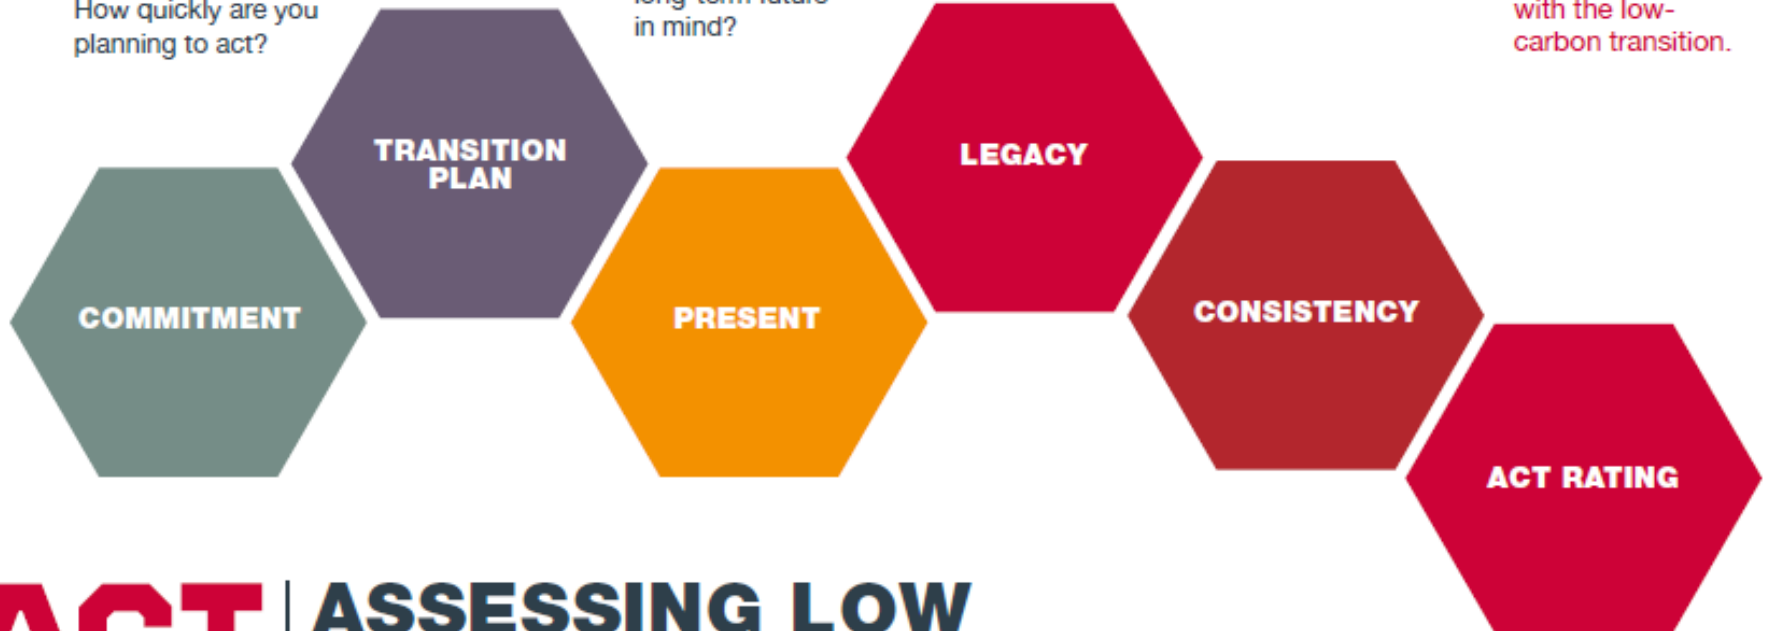 How quickly are you
planning to act?
in mind?
with the low-
carbon transition.
TRANSITION
PLAN
LEGACY
COMMITMENT
PRESENT
CONSISTENCY
ACT RATING
ACT
ASSESSING LOW